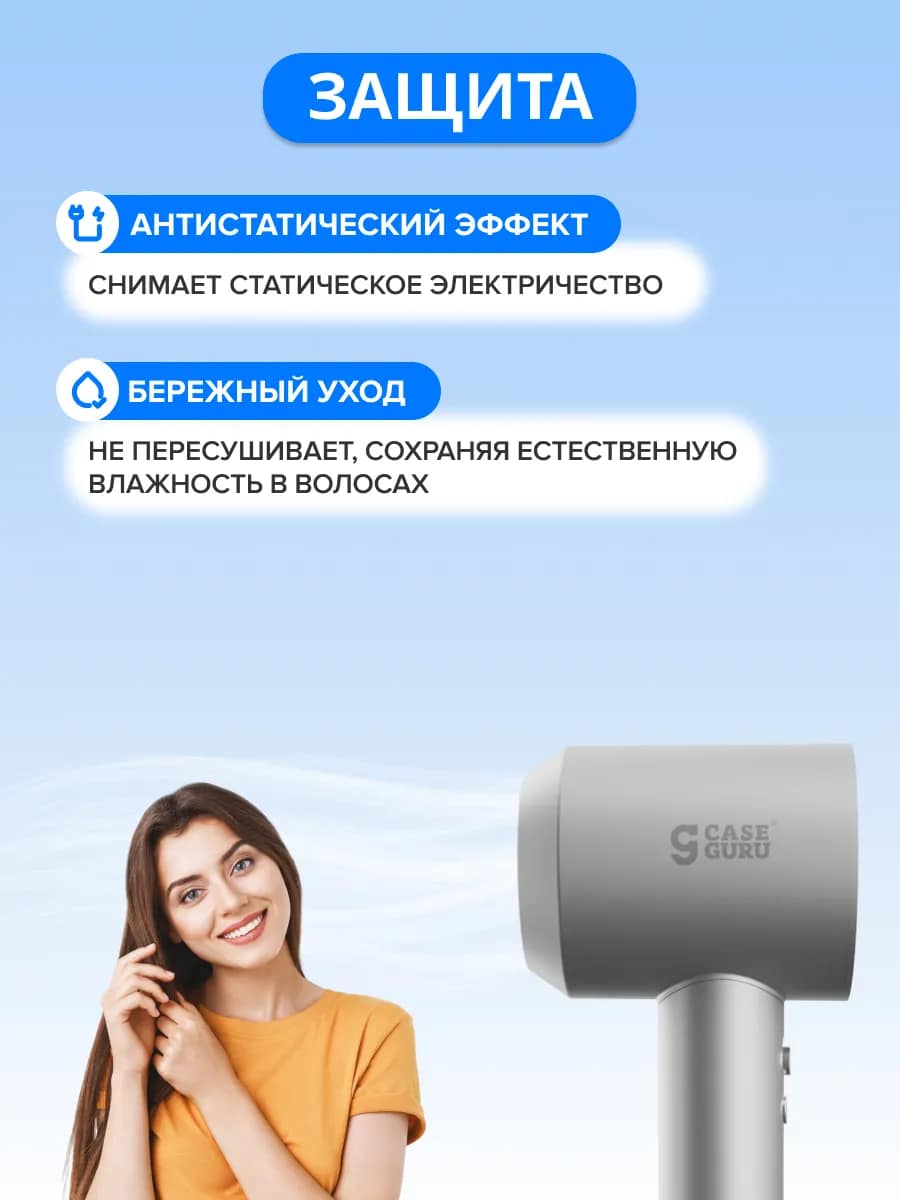 ЗАЩИТА
АНТИСТАТИЧЕСКИЙ ЭФФЕКТ
СНИМАЕТ СТАТИЧЕСКОЕ ЭЛЕКТРИЧЕСТВО
БЕРЕЖНЫЙ УХОД
НЕ ПЕРЕСУШИВАЕТ, СОХРАНЯЯ ЕСТЕСТВЕННУЮ
ВЛАЖНОСТЬ В ВОЛОСАХ
CASE
GURU